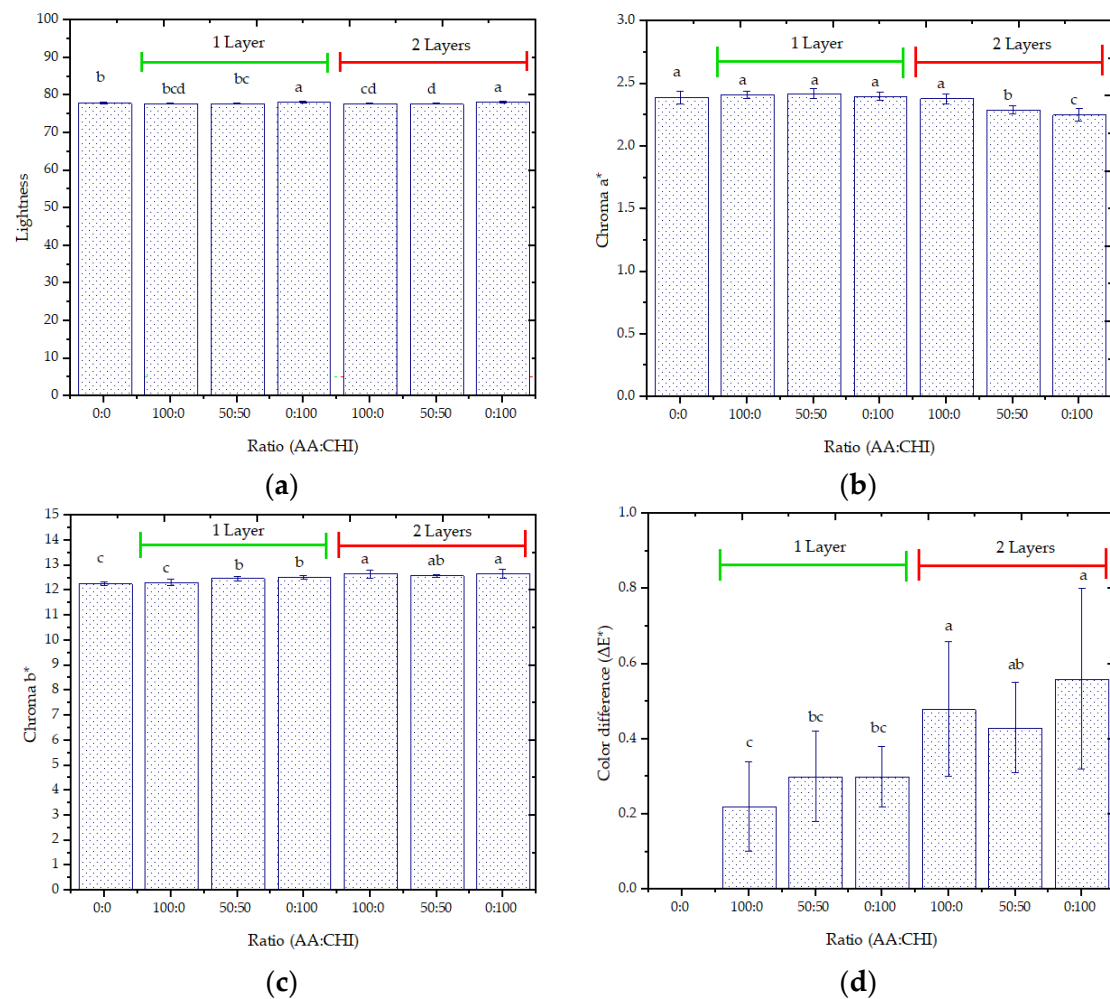 100
90
80
70
60
50
40
30
20
10
0
Lightness
1 Layer
2 Layers
b
bcd
bc
a
cd
d
a
0:0
100:0
50:50
0:100
100:0
50:50
0:100
Ratio (AA:CHI)
(a)
3.0
2.5
2.0
1.5
1.0
0.5
0.0
Chroma a*
1 Layer
2 Layers
a
a
a
a
a
b
c
0:0
100:0
50:50
0:100
100:0
50:50
0:100
Ratio (AA:CHI)
(b)
15
14
13
12
11
10
9
8
7
6
5
4
3
2
1
0
Chroma b*
1 Layer
2 Layers
c
c
b
b
a
ab
a
0:0
100:0
50:50
0:100
100:0
50:50
0:100
Ratio (AA:CHI)
(c)
1.0
0.8
0.6
0.4
0.2
0.0
Color difference (ΔE*)
1 Layer
2 Layers
c
bc
bc
a
ab
a
0:0
100:0
50:50
0:100
100:0
50:50
0:100
Ratio (AA:CHI)
(d)